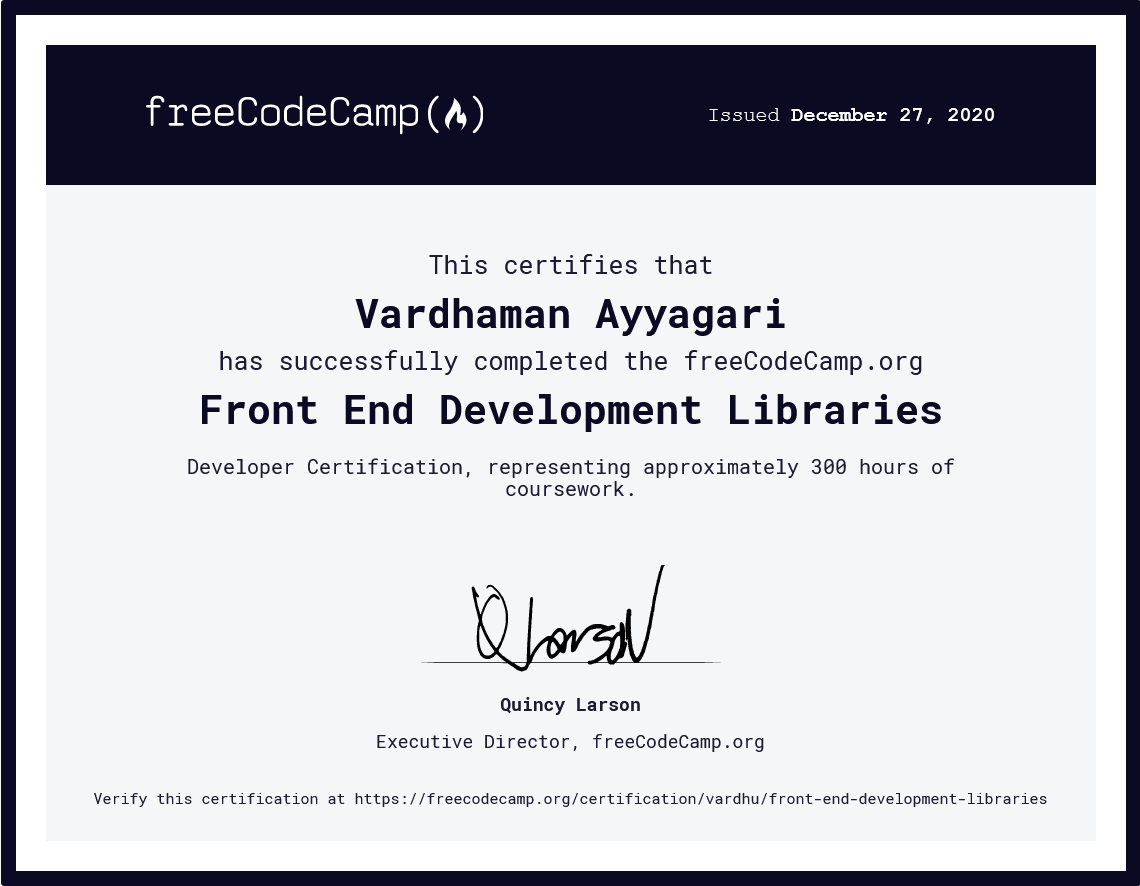 freeCodeCamp(🔥)
Issued December 27, 2020
This certifies that
Vardhaman Ayyagari
has successfully completed the freeCodeCamp.org
Front End Development Libraries
Developer Certification, representing approximately 300 hours of
coursework.
Q Larson
Quincy Larson
Executive Director, freeCodeCamp.org
Verify this certification at https://freecodecamp.org/certification/vardhu/front-end-development-libraries